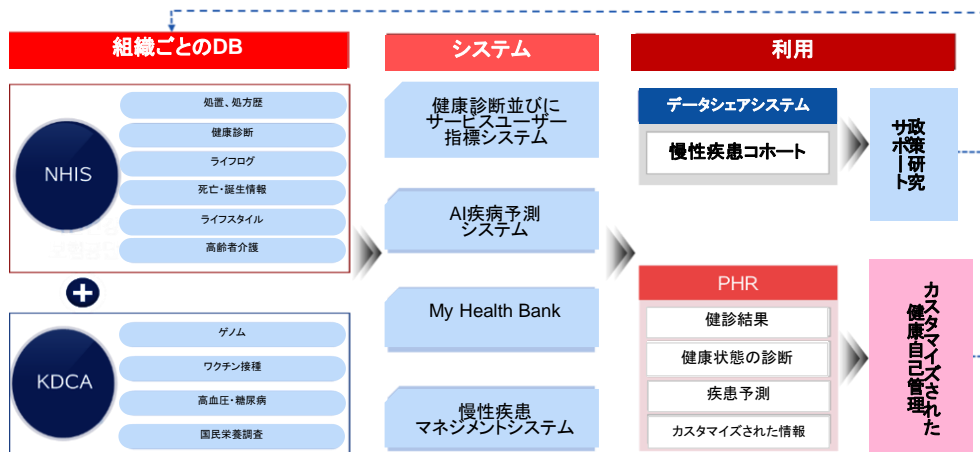 組織ごとのDB
NHIS
処置、処方歴
健康診断
ライフログ
死亡・誕生情報
ライフスタイル
高齢者介護
KDCA
ゲノム
ワクチン接種
高血圧・糖尿病
国民栄養調査
システム
健康診断並びに
サービスユーザー
指標システム
AI疾病予測
システム
My Health Bank
慢性疾患
マネジメントシステム
利用
データシェアシステム
慢性疾患コホート
政策研究
サポート
PHR
健診結果
健康状態の診断
疾患予測
カスタマイズされた情報
カスタマイズされた
健康自己管理